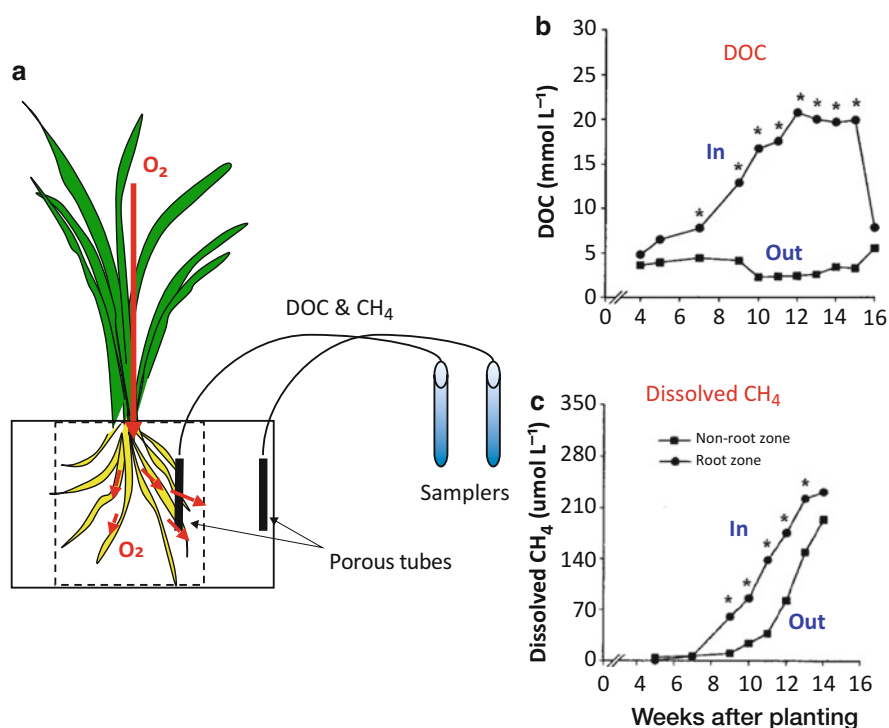 a
O₂
DOC & CH₄
Samplers
O₂
Porous tubes
b
DOC
DOC (mmol L⁻¹)
30
25
20
15
10
5
0
In
Out
* * * * * * * *
0 4 6 8 10 12 14 16
c
Dissolved CH₄
Dissolved CH₄ (umol L⁻¹)
350
280
210
140
70
0
Non-root zone
Root zone
In
Out
* * * * *
0 4 6 8 10 12 14 16
Weeks after planting